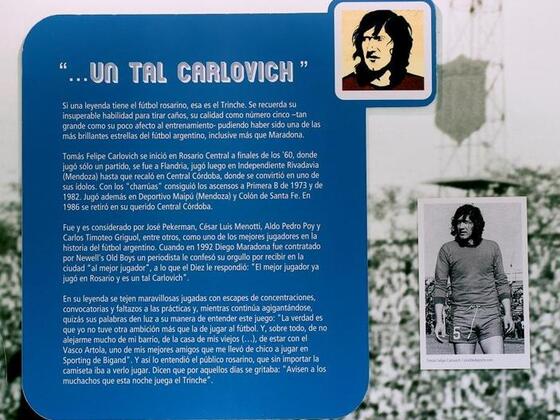 “...UN TAL CARLOVICH”
Si una leyenda tiene el fútbol rosarino, esa es el Trinche. Se recuerda su
insuperable habilidad para tirar caños, su calidad como número cinco –tan
grande como su poco afecto al entrenamiento- pudiendo haber sido una de las
más brillantes estrellas del fútbol argentino, inclusive más que Maradona.
Tomás Felipe Carlovich se inició en Rosario Central a finales de los '60, donde
jugó sólo un partido, se fue a Flandria, jugó luego en Independiente Rivadavia
(Mendoza) hasta que recaló en Central Córdoba, donde se convirtió en uno de
sus ídolos. Con los "charrúas" consiguió los ascensos a Primera B de 1973 y de
1982. Jugó además en Deportivo Maipú (Mendoza) y Colón de Santa Fe. En
1986 se retiró en su querido Central Córdoba.
Fue y es considerado por José Pekerman, César Luis Menotti, Aldo Pedro Poy y
Carlos Timoteo Griguol, entre otros, como uno de los mejores jugadores en la
historia del fútbol argentino. Cuando en 1992 Diego Maradona fue contratado
por Newell's Old Boys un periodista le confesó su orgullo por recibir en la
ciudad "al mejor jugador", a lo que el Diez le respondió: "El mejor jugador ya
jugó en Rosario y es un tal Carlovich".
En su leyenda se tejen maravillosas jugadas con escapes de concentraciones,
convocatorias y faltazos a las prácticas y, mientras continúa agigantándose,
quizás sus palabras den luz a su manera de entender este juego: "La verdad es
que yo no tuve otra ambición más que la de jugar al fútbol. Y, sobre todo, de no
alejarme mucho de mi barrio, de la casa de mis viejos (...), de estar con el
Vasco Artola, uno de mis mejores amigos que me llevó de chico a jugar en
Sporting de Bigand". Y así lo entendió el público rosarino, que sin importar la
camiseta iba a verlo jugar. Dicen que por aquellos días se gritaba: "Avisen a los
muchachos que esta noche juega el Trinche".
5
Tomás Felipe Carlovich